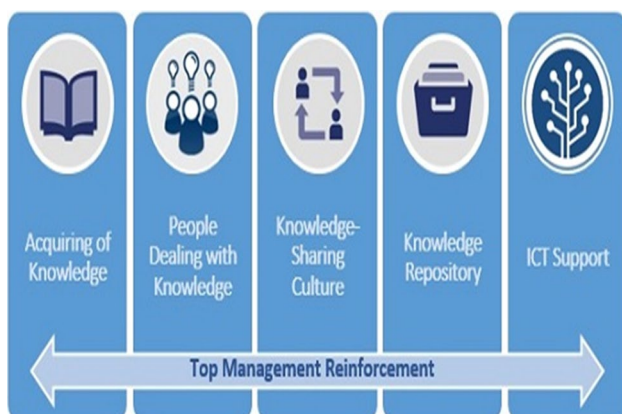 Acquiring of
Knowledge
People
Dealing with
Knowledge
Knowledge-
Sharing
Culture
Knowledge
Repository
ICT Support
Top Management Reinforcement